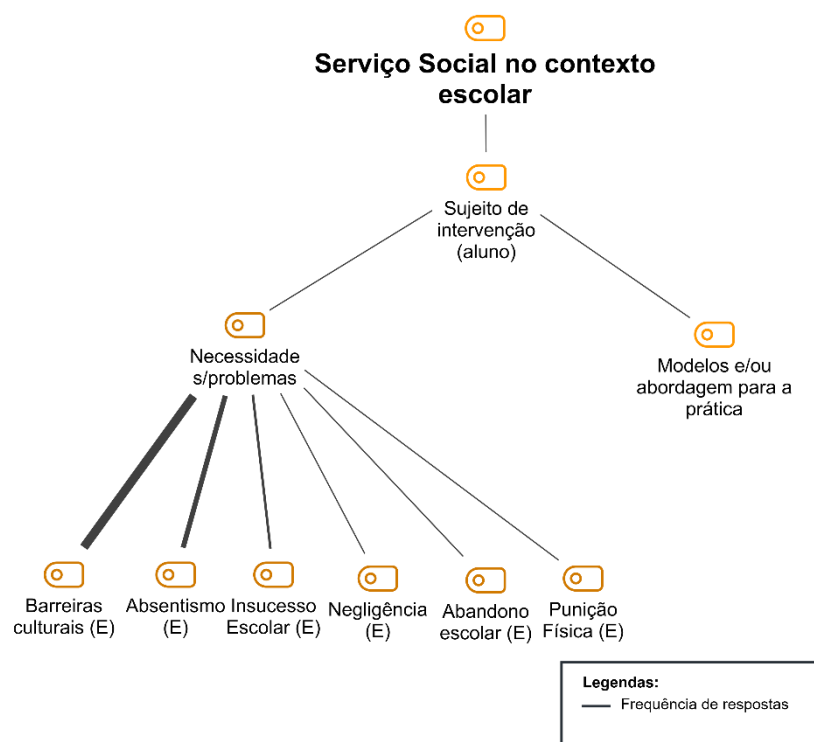 Serviço Social no contexto
escolar
Sujeito de
intervenção
(aluno)
Necessidade
s/problemas
Modelos e/ou
abordagem para a
prática
Barreiras
culturais (E)
Absentismo
(E)
Insucesso
Escolar (E)
Negligência
(E)
Abandono
escolar (E)
Punição
Física (E)
Legendas:
Frequência de respostas